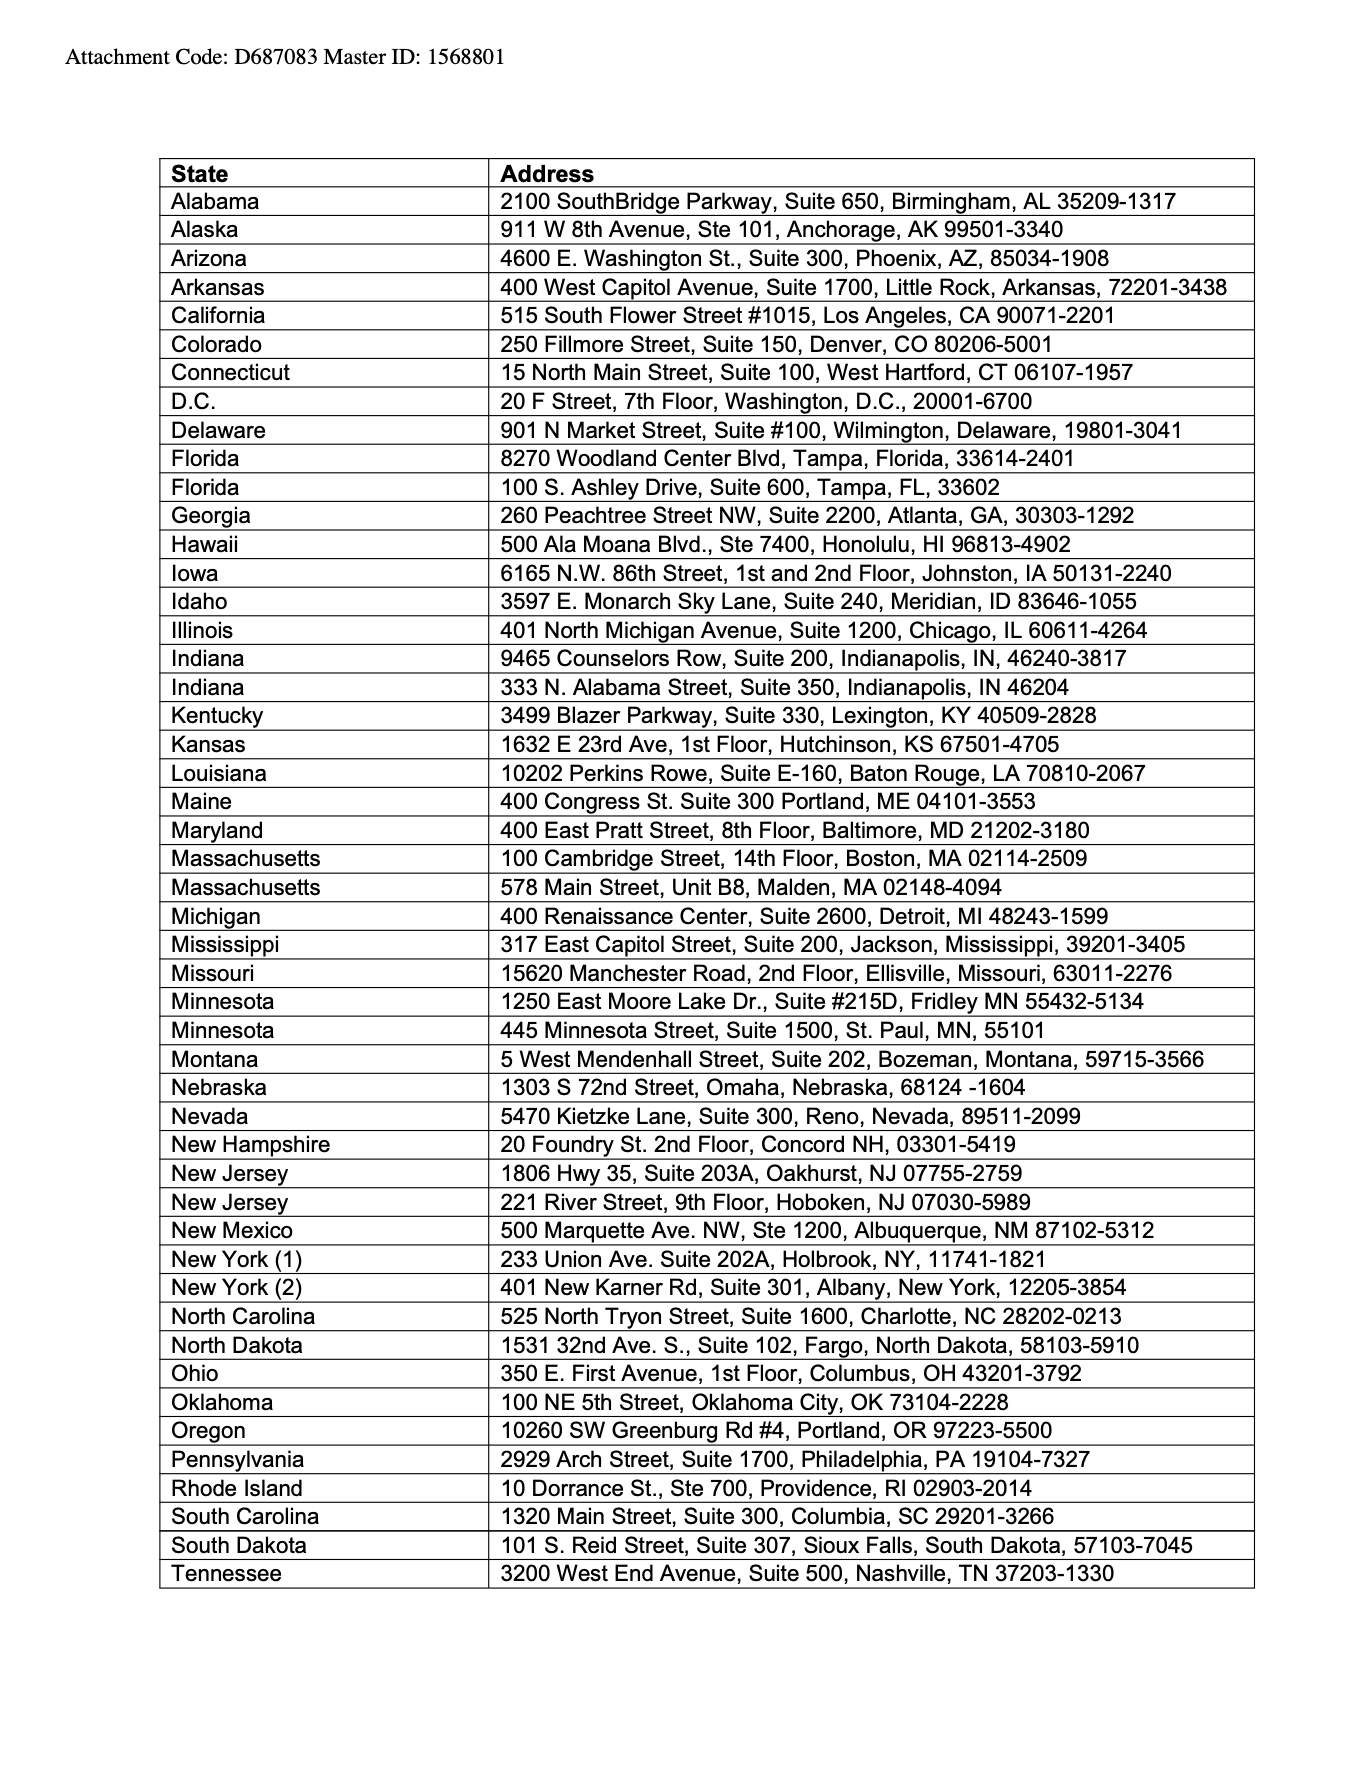 Attachment Code: D687083 Master ID: 1568801
State Address
Alabama 2100 SouthBridge Parkway, Suite 650, Birmingham, AL 35209-1317
Alaska 911 W 8th Avenue, Ste 101, Anchorage, AK 99501-3340
Arizona 4600 E. Washington St., Suite 300, Phoenix, AZ, 85034-1908
Arkansas 400 West Capitol Avenue, Suite 1700, Little Rock, Arkansas, 72201-3438
California 515 South Flower Street #1015, Los Angeles, CA 90071-2201
Colorado 250 Fillmore Street, Suite 150, Denver, CO 80206-5001
Connecticut 15 North Main Street, Suite 100, West Hartford, CT 06107-1957
D.C. 20 F Street, 7th Floor, Washington, D.C., 20001-6700
Delaware 901 N Market Street, Suite #100, Wilmington, Delaware, 19801-3041
Florida 8270 Woodland Center Blvd, Tampa, Florida, 33614-2401
Florida 100 S. Ashley Drive, Suite 600, Tampa, FL, 33602
Georgia 260 Peachtree Street NW, Suite 2200, Atlanta, GA, 30303-1292
Hawaii 500 Ala Moana Blvd., Ste 7400, Honolulu, HI 96813-4902
Iowa 6165 N.W. 86th Street, 1st and 2nd Floor, Johnston, IA 50131-2240
Idaho 3597 E. Monarch Sky Lane, Suite 240, Meridian, ID 83646-1055
Illinois 401 North Michigan Avenue, Suite 1200, Chicago, IL 60611-4264
Indiana 9465 Counselors Row, Suite 200, Indianapolis, IN, 46240-3817
Indiana 333 N. Alabama Street, Suite 350, Indianapolis, IN 46204
Kentucky 3499 Blazer Parkway, Suite 330, Lexington, KY 40509-2828
Kansas 1632 E 23rd Ave, 1st Floor, Hutchinson, KS 67501-4705
Louisiana 10202 Perkins Rowe, Suite E-160, Baton Rouge, LA 70810-2067
Maine 400 Congress St. Suite 300 Portland, ME 04101-3553
Maryland 400 East Pratt Street, 8th Floor, Baltimore, MD 21202-3180
Massachusetts 100 Cambridge Street, 14th Floor, Boston, MA 02114-2509
Massachusetts 578 Main Street, Unit B8, Malden, MA 02148-4094
Michigan 400 Renaissance Center, Suite 2600, Detroit, MI 48243-1599
Mississippi 317 East Capitol Street, Suite 200, Jackson, Mississippi, 39201-3405
Missouri 15620 Manchester Road, 2nd Floor, Ellisville, Missouri, 63011-2276
Minnesota 1250 East Moore Lake Dr., Suite #215D, Fridley MN 55432-5134
Minnesota 445 Minnesota Street, Suite 1500, St. Paul, MN, 55101
Montana 5 West Mendenhall Street, Suite 202, Bozeman, Montana, 59715-3566
Nebraska 1303 S 72nd Street, Omaha, Nebraska, 68124 -1604
Nevada 5470 Kietzke Lane, Suite 300, Reno, Nevada, 89511-2099
New Hampshire 20 Foundry St. 2nd Floor, Concord NH, 03301-5419
New Jersey 1806 Hwy 35, Suite 203A, Oakhurst, NJ 07755-2759
New Jersey 221 River Street, 9th Floor, Hoboken, NJ 07030-5989
New Mexico 500 Marquette Ave. NW, Ste 1200, Albuquerque, NM 87102-5312
New York (1) 233 Union Ave. Suite 202A, Holbrook, NY, 11741-1821
New York (2) 401 New Karner Rd, Suite 301, Albany, New York, 12205-3854
North Carolina 525 North Tryon Street, Suite 1600, Charlotte, NC 28202-0213
North Dakota 1531 32nd Ave. S., Suite 102, Fargo, North Dakota, 58103-5910
Ohio 350 E. First Avenue, 1st Floor, Columbus, OH 43201-3792
Oklahoma 100 NE 5th Street, Oklahoma City, OK 73104-2228
Oregon 10260 SW Greenburg Rd #4, Portland, OR 97223-5500
Pennsylvania 2929 Arch Street, Suite 1700, Philadelphia, PA 19104-7327
Rhode Island 10 Dorrance St., Ste 700, Providence, RI 02903-2014
South Carolina 1320 Main Street, Suite 300, Columbia, SC 29201-3266
South Dakota 101 S. Reid Street, Suite 307, Sioux Falls, South Dakota, 57103-7045
Tennessee 3200 West End Avenue, Suite 500, Nashville, TN 37203-1330